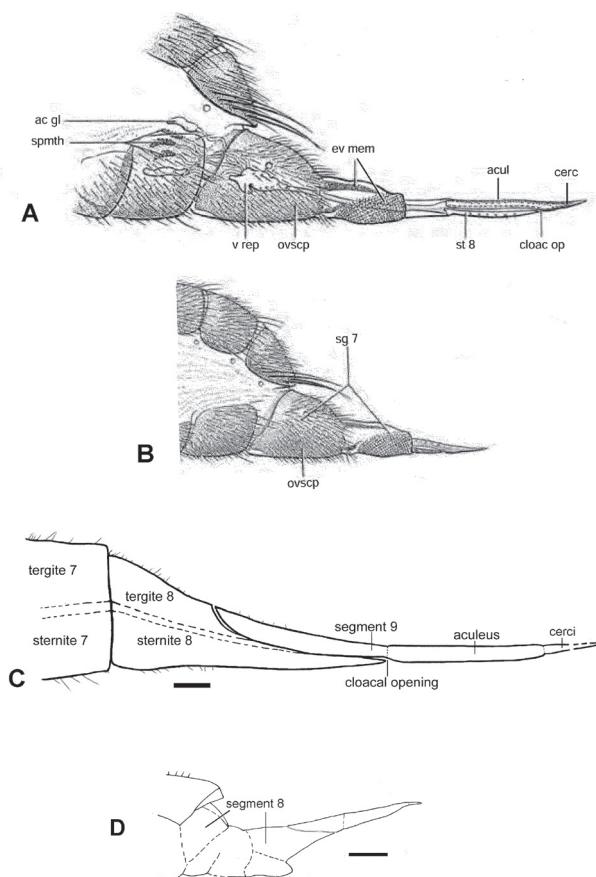 ac gl
spmth
ev mem
acul
cerc
A
v rep
ovscp
st 8
cloac op
sg 7
B
ovscp
tergite 7
tergite 8
segment 9
aculeus
cerci
sternite 7
sternite 8
C
cloacal opening
segment 8
D